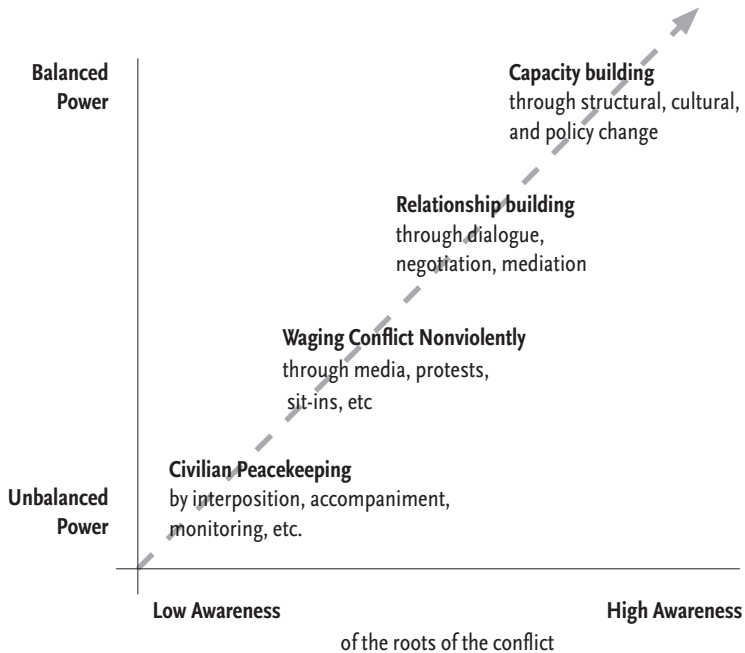 Balanced
Power
Capacity building
through structural, cultural,
and policy change
Relationship building
through dialogue,
negotiation, mediation
Waging Conflict Nonviolently
through media, protests,
sit-ins, etc
Civilian Peacekeeping
by interposition, accompaniment,
monitoring, etc.
Unbalanced
Power
Low Awareness
High Awareness
of the roots of the conflict